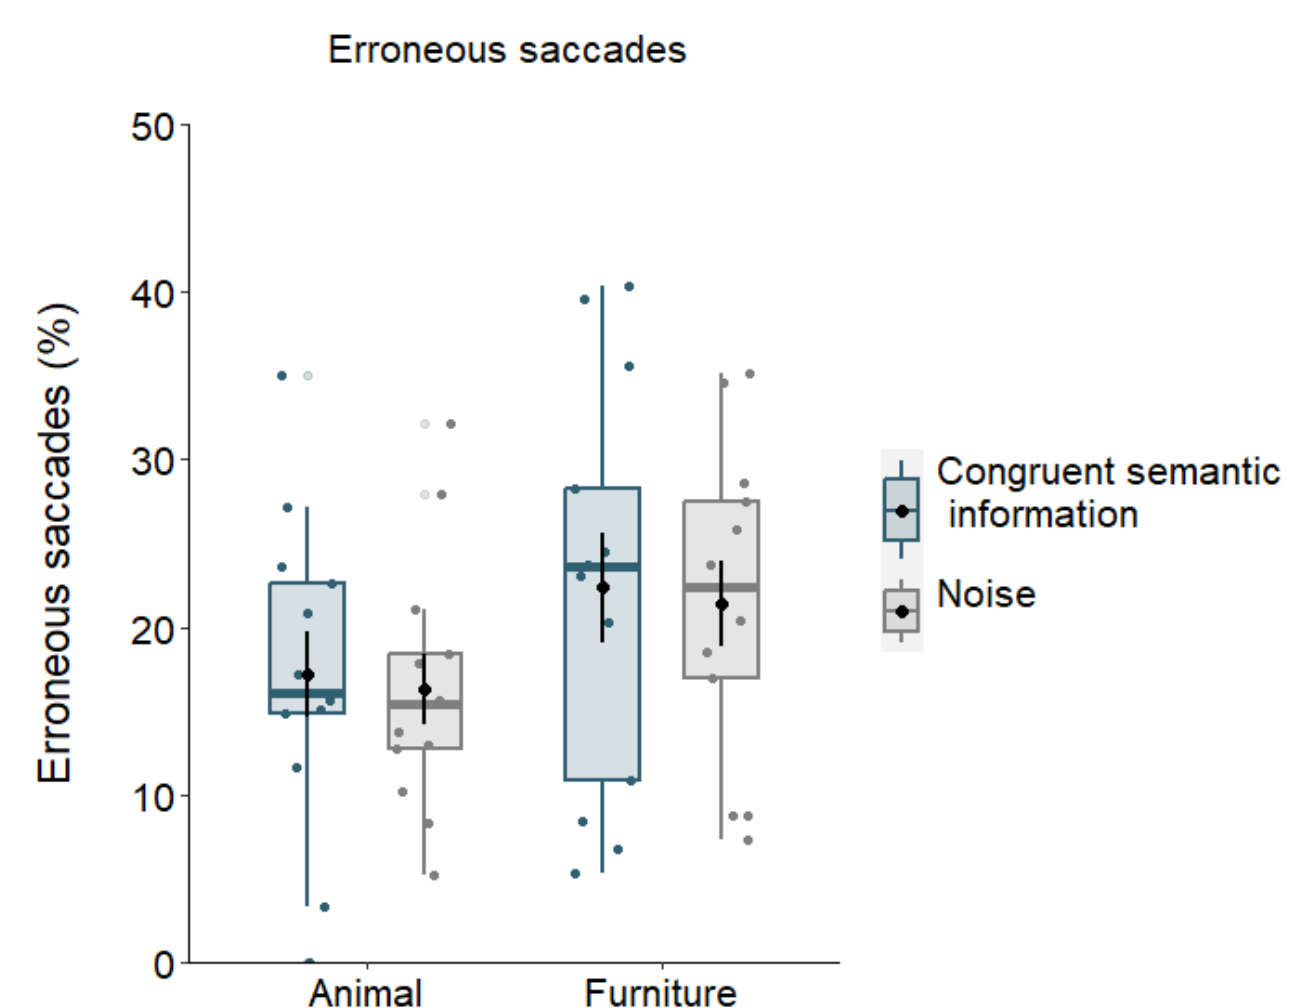 Erroneous saccades
Erroneous saccades (%)
50
40
30
20
10
0
Animal
Furniture
Congruent semantic
information
Noise